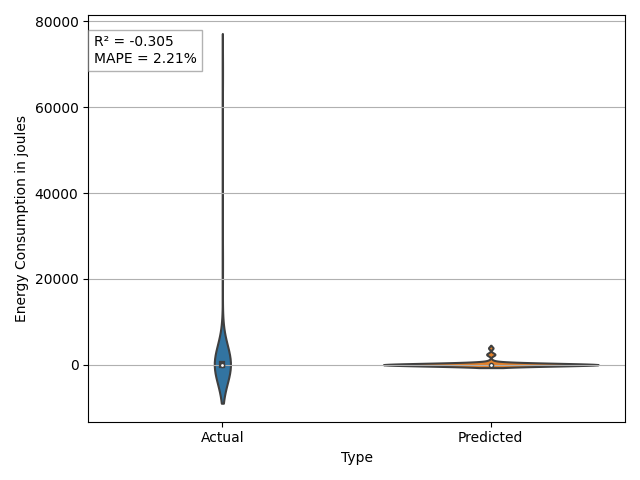 80000
R² = -0.305
MAPE = 2.21%
60000
40000
20000
0
Energy Consumption in joules
Actual
Predicted
Type